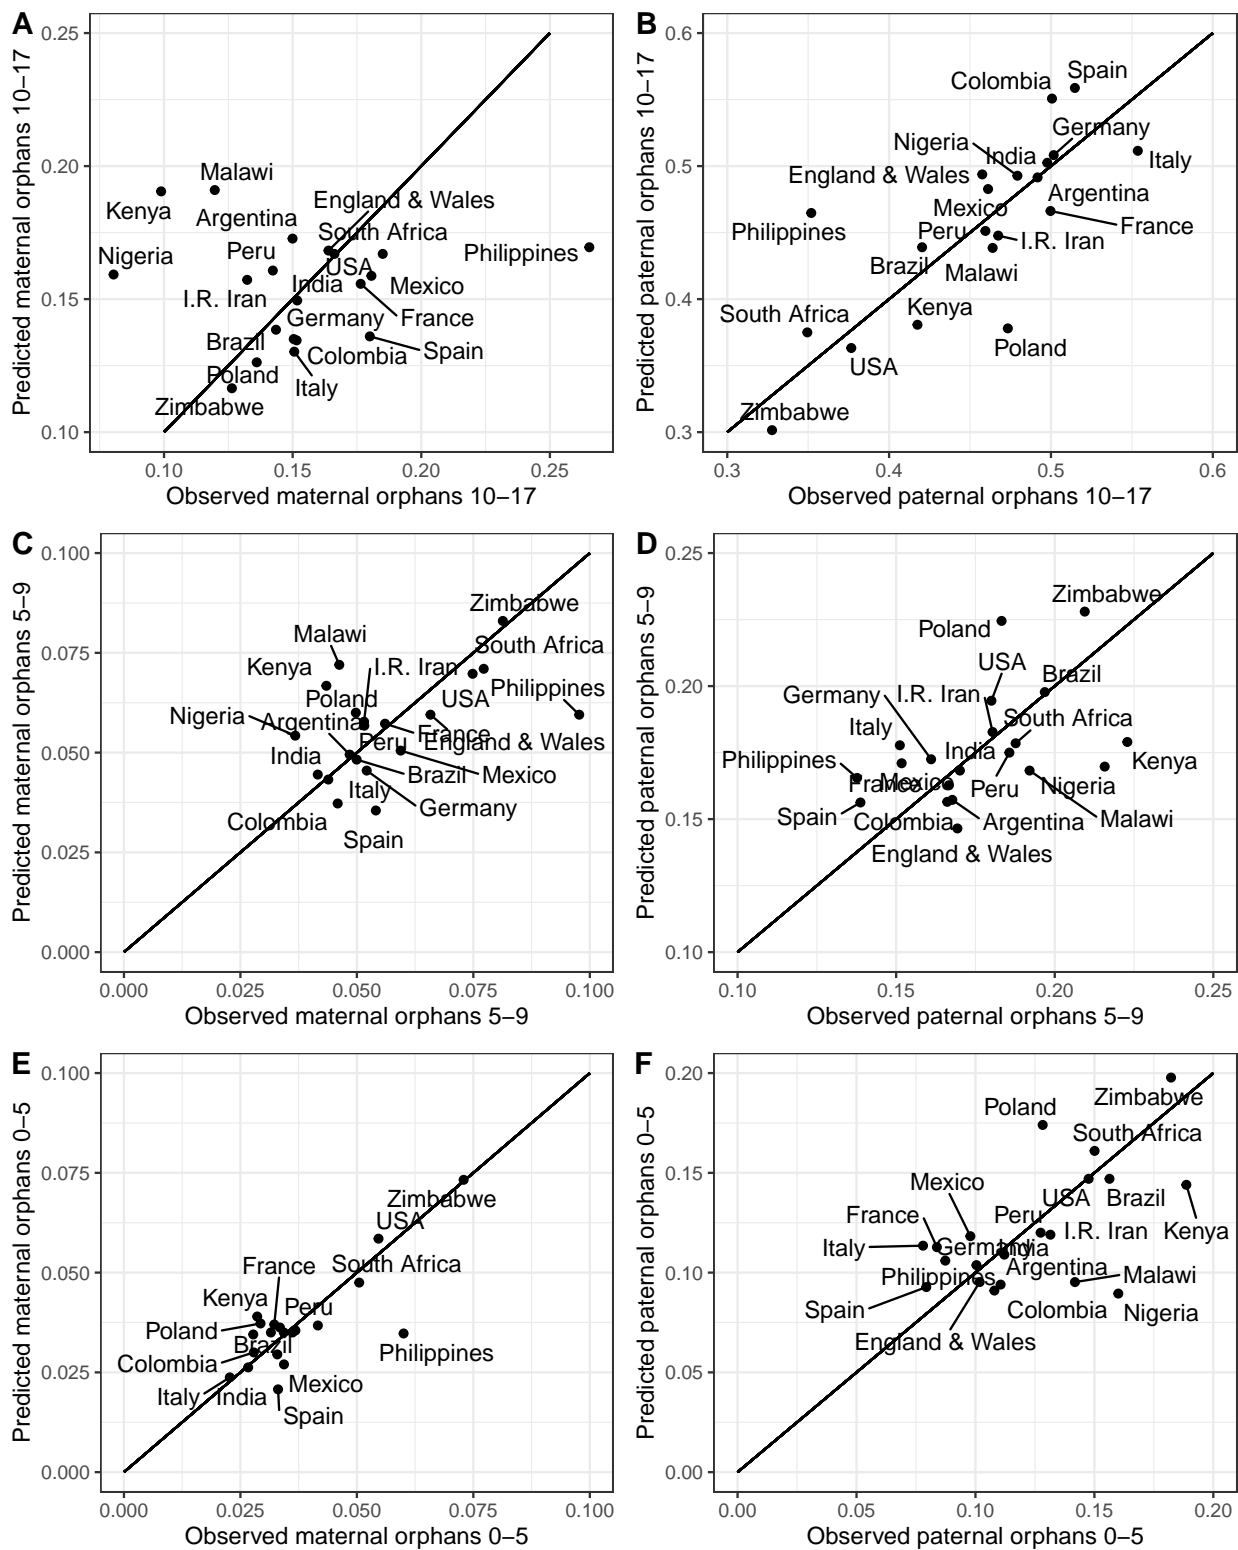 A
Predicted maternal orphans 10–17
0.25
0.20
0.15
0.10
Malawi
Kenya
England & Wales
Argentina
South Africa
Peru
Philippines
Nigeria
USA
India
Mexico
I.R. Iran
Germany
France
Brazil
Colombia
Spain
Poland
Italy
Zimbabwe
0.10
0.15
0.20
0.25
Observed maternal orphans 10–17
B
Predicted paternal orphans 10–17
0.6
0.5
0.4
0.3
Spain
Colombia
Germany
Nigeria
India
Italy
England & Wales
Argentina
Mexico
France
Philippines
Peru
I.R. Iran
Brazil
Malawi
Kenya
South Africa
Poland
USA
Zimbabwe
0.3
0.4
0.5
0.6
Observed paternal orphans 10–17
C
Predicted maternal orphans 5–9
0.100
0.075
0.050
0.025
0.000
Zimbabwe
Malawi
South Africa
Kenya
I.R. Iran
Philippines
Poland
USA
Nigeria
Argentina
France
Peru
England & Wales
India
Brazil
Mexico
Italy
Germany
Colombia
Spain
0.000
0.025
0.050
0.075
0.100
Observed maternal orphans 5–9
D
Predicted paternal orphans 5–9
0.25
0.20
0.15
0.10
Zimbabwe
Poland
USA
Brazil
Germany
I.R. Iran
South Africa
Italy
India
Philippines
Kenya
France
Mexico
Peru
Nigeria
Spain
Colombia
Argentina
Malawi
England & Wales
0.10
0.15
0.20
0.25
Observed paternal orphans 5–9
E
Predicted maternal orphans 0–5
0.100
0.075
0.050
0.025
0.000
Zimbabwe
USA
France
South Africa
Kenya
Peru
Poland
Brazil
Philippines
Colombia
Mexico
Italy
India
Spain
0.000
0.025
0.050
0.075
0.100
Observed maternal orphans 0–5
F
Predicted paternal orphans 0–5
0.20
0.15
0.10
0.05
0.00
Zimbabwe
Poland
South Africa
Mexico
USA
Brazil
France
Peru
I.R. Iran
Kenya
Italy
Germany
India
Philippines
Argentina
Malawi
Spain
Colombia
Nigeria
England & Wales
0.00
0.05
0.10
0.15
0.20
Observed paternal orphans 0–5